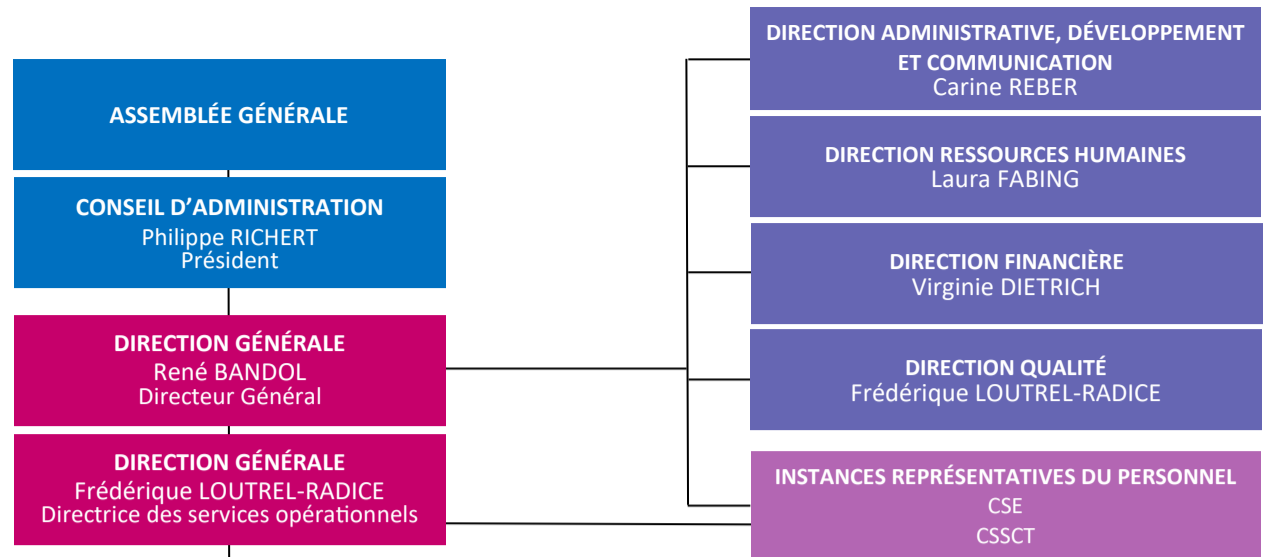 ASSEMBLÉE GÉNÉRALE
CONSEIL D’ADMINISTRATION
Philippe RICHERT
Président
DIRECTION GÉNÉRALE
René BANDOL
Directeur Général
DIRECTION GÉNÉRALE
Frédérique LOUTREL-RADICE
Directrice des services opérationnels
DIRECTION ADMINISTRATIVE, DÉVELOPPEMENT
ET COMMUNICATION
Carine REBER
DIRECTION RESSOURCES HUMAINES
Laura FABING
DIRECTION FINANCIÈRE
Virginie DIETRICH
DIRECTION QUALITÉ
Frédérique LOUTREL-RADICE
INSTANCES REPRÉSENTATIVES DU PERSONNEL
CSE
CSSCT